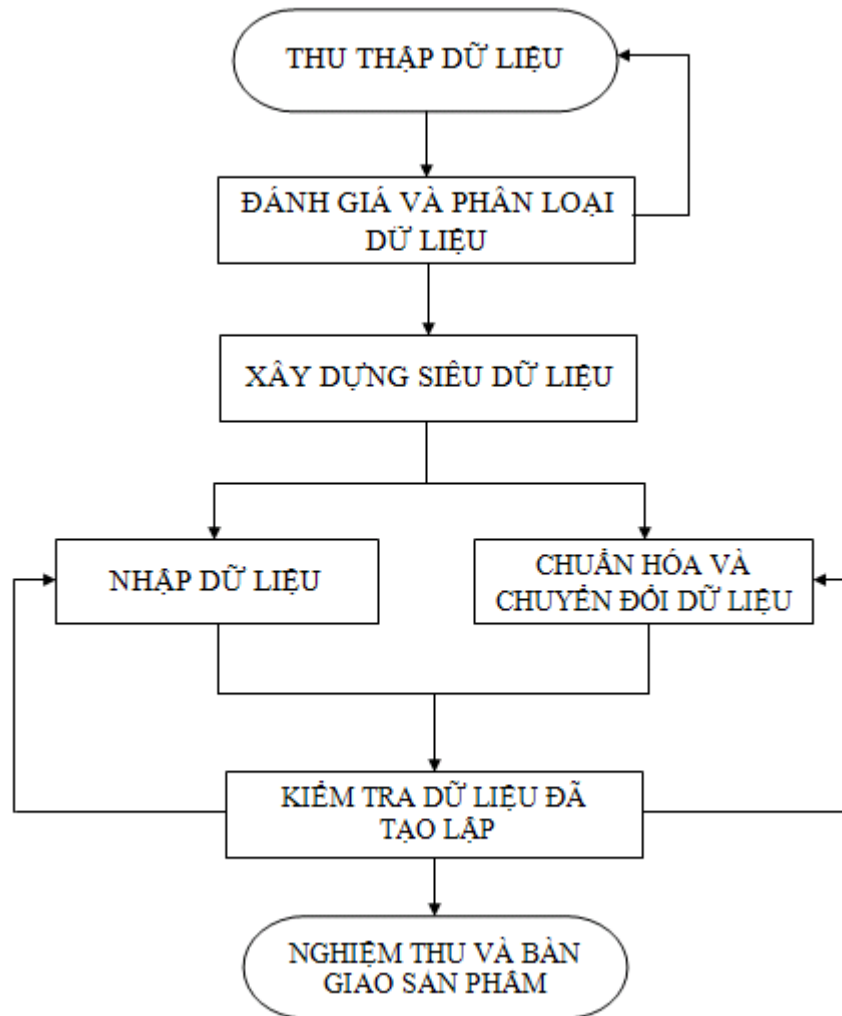 THU THẬP DỮ LIỆU
ĐÁNH GIÁ VÀ PHÂN LOẠI
DỮ LIỆU
XÂY DỰNG SIÊU DỮ LIỆU
NHẬP DỮ LIỆU
CHUẨN HÓA VÀ
CHUYỂN ĐỔI DỮ LIỆU
KIỂM TRA DỮ LIỆU ĐÃ
TẠO LẬP
NGHIỆM THU VÀ BÀN
GIAO SẢN PHẨM